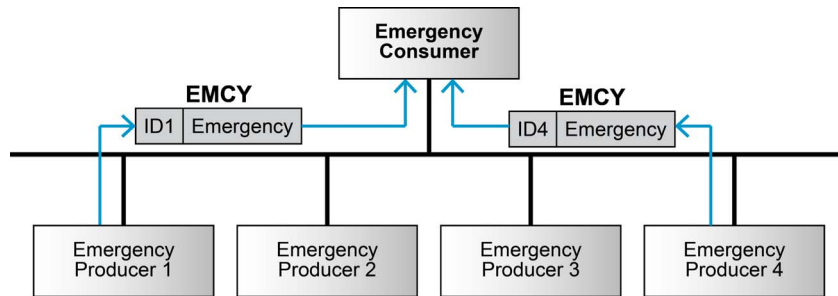 Emergency
Consumer
EMCY
ID1 Emergency
EMCY
ID4 Emergency
Emergency
Producer 1
Emergency
Producer 2
Emergency
Producer 3
Emergency
Producer 4